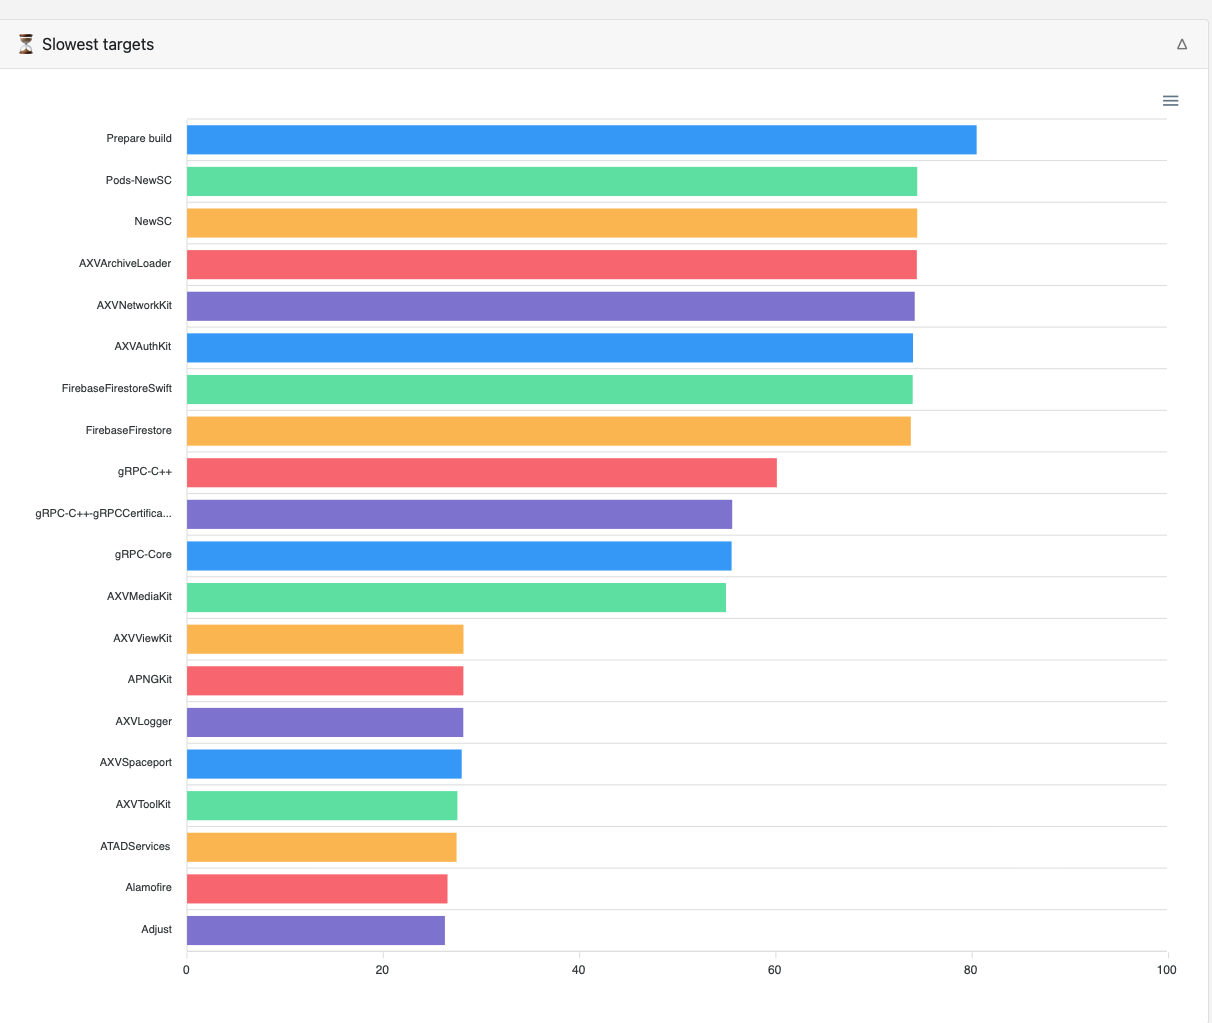 ⏳ Slowest targets
Prepare build
Pods-NewSC
NewSC
AXVArchiveLoader
AXVNetworkKit
AXVAuthKit
FirebaseFirestoreSwift
FirebaseFirestore
gRPC-C++
gRPC-C++-gRPCCertifica...
gRPC-Core
AXVMediaKit
AXVViewKit
APNGKit
AXVLogger
AXVSpaceport
AXVToolKit
ATADServices
Alamofire
Adjust
0 20 40 60 80 100